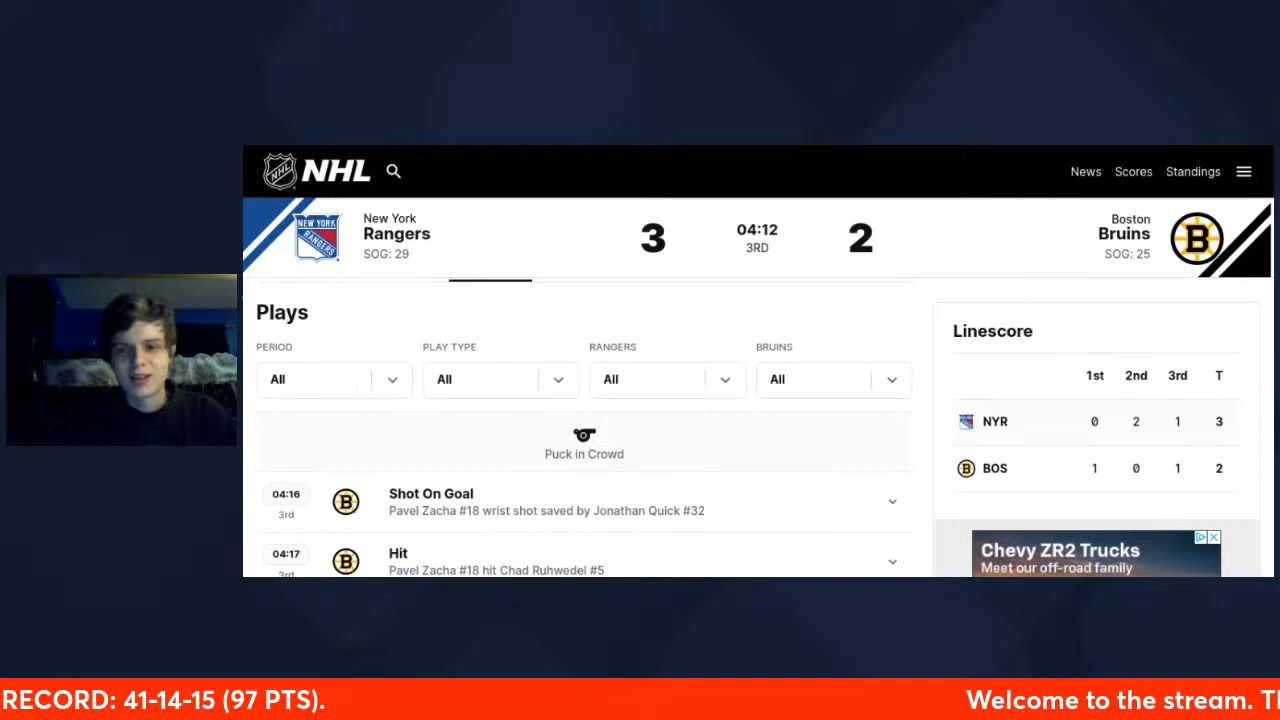 NHL
News Scores Standings
NEW YORK
RANGERS
New York
Rangers
SOG: 29
3
04:12
3RD
2
Boston
Bruins
SOG: 25
B
Plays
PERIOD PLAY TYPE RANGERS BRUINS
All All All All
Puck in Crowd
04:16
3rd
B
Shot On Goal
Pavel Zacha #18 wrist shot saved by Jonathan Quick #32
04:17
3rd
B
Hit
Pavel Zacha #18 hit Chad Ruhwedel #5
Linescore
1st 2nd 3rd T
NYR 0 2 1 3
B BOS 1 0 1 2
Chevy ZR2 Trucks
Meet our off-road family
RECORD: 41-14-15 (97 PTS). Welcome to the stream. T